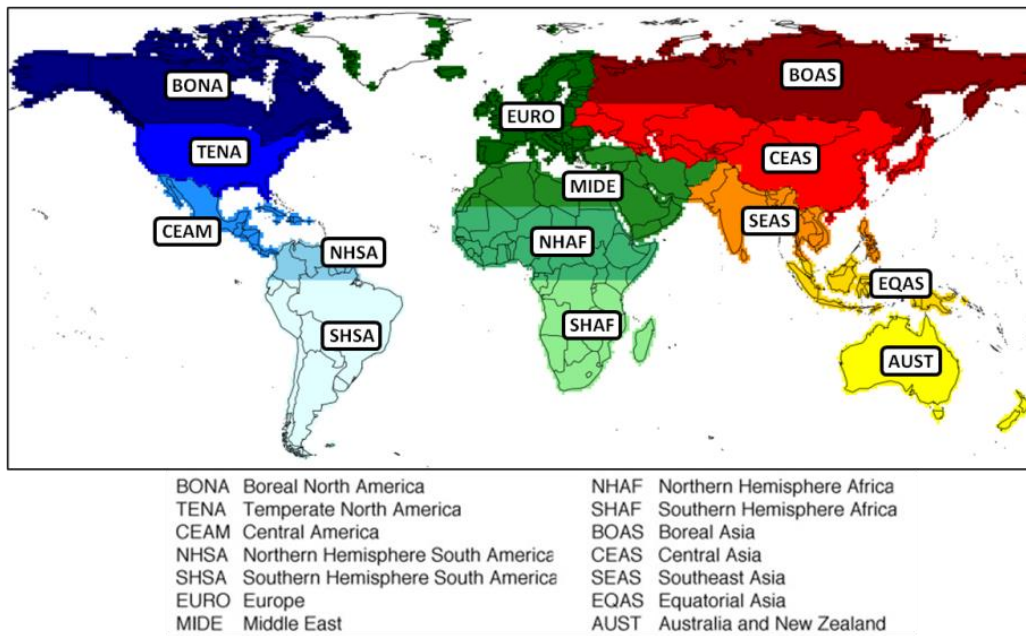 BONA
BOAS
EURO
TENA
CEAS
MIDE
SEAS
CEAM
NHAF
NHSA
EQAS
SHAF
SHSA
AUST
BONA Boreal North America
TENA Temperate North America
CEAM Central America
NHSA Northern Hemisphere South America
SHSA Southern Hemisphere South America
EURO Europe
MIDE Middle East
NHAF Northern Hemisphere Africa
SHAF Southern Hemisphere Africa
BOAS Boreal Asia
CEAS Central Asia
SEAS Southeast Asia
EQAS Equatorial Asia
AUST Australia and New Zealand